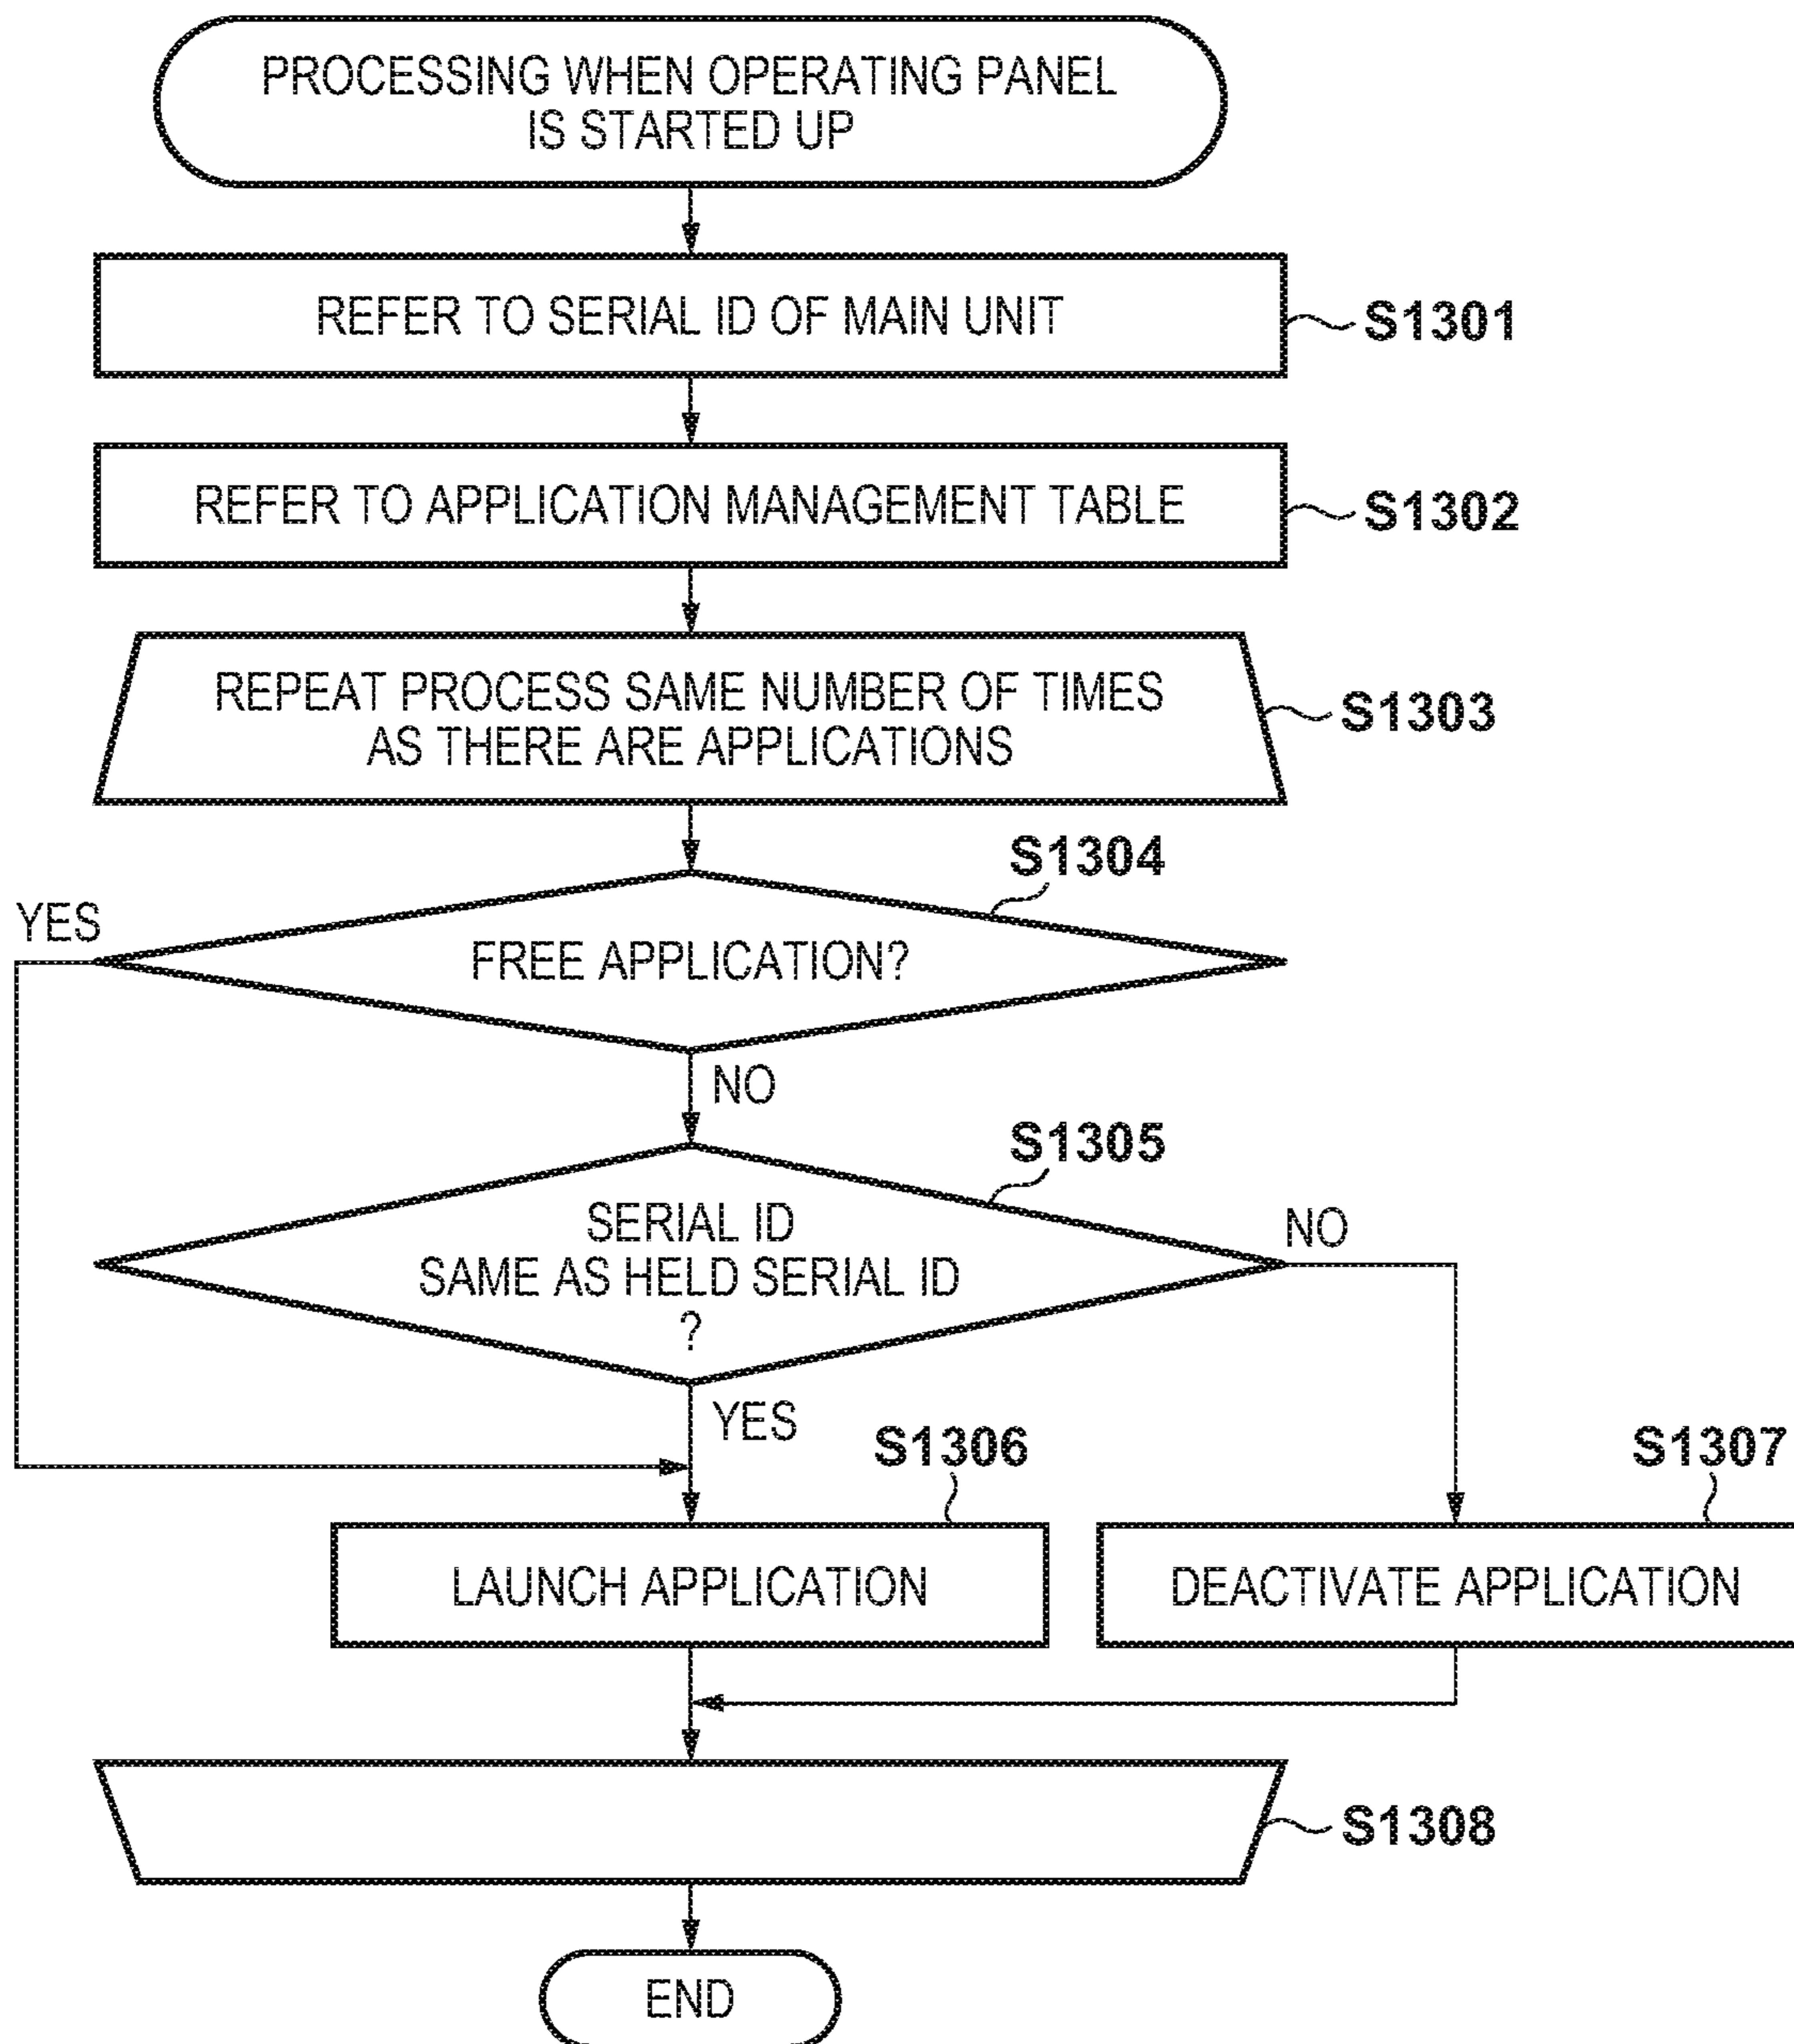 PROCESSING WHEN OPERATING PANEL
IS STARTED UP
REFER TO SERIAL ID OF MAIN UNIT
S1301
REFER TO APPLICATION MANAGEMENT TABLE
S1302
REPEAT PROCESS SAME NUMBER OF TIMES
AS THERE ARE APPLICATIONS
S1303
S1304
YES
FREE APPLICATION?
NO
S1305
SERIAL ID
SAME AS HELD SERIAL ID
?
NO
YES
S1306
S1307
LAUNCH APPLICATION
DEACTIVATE APPLICATION
S1308
END